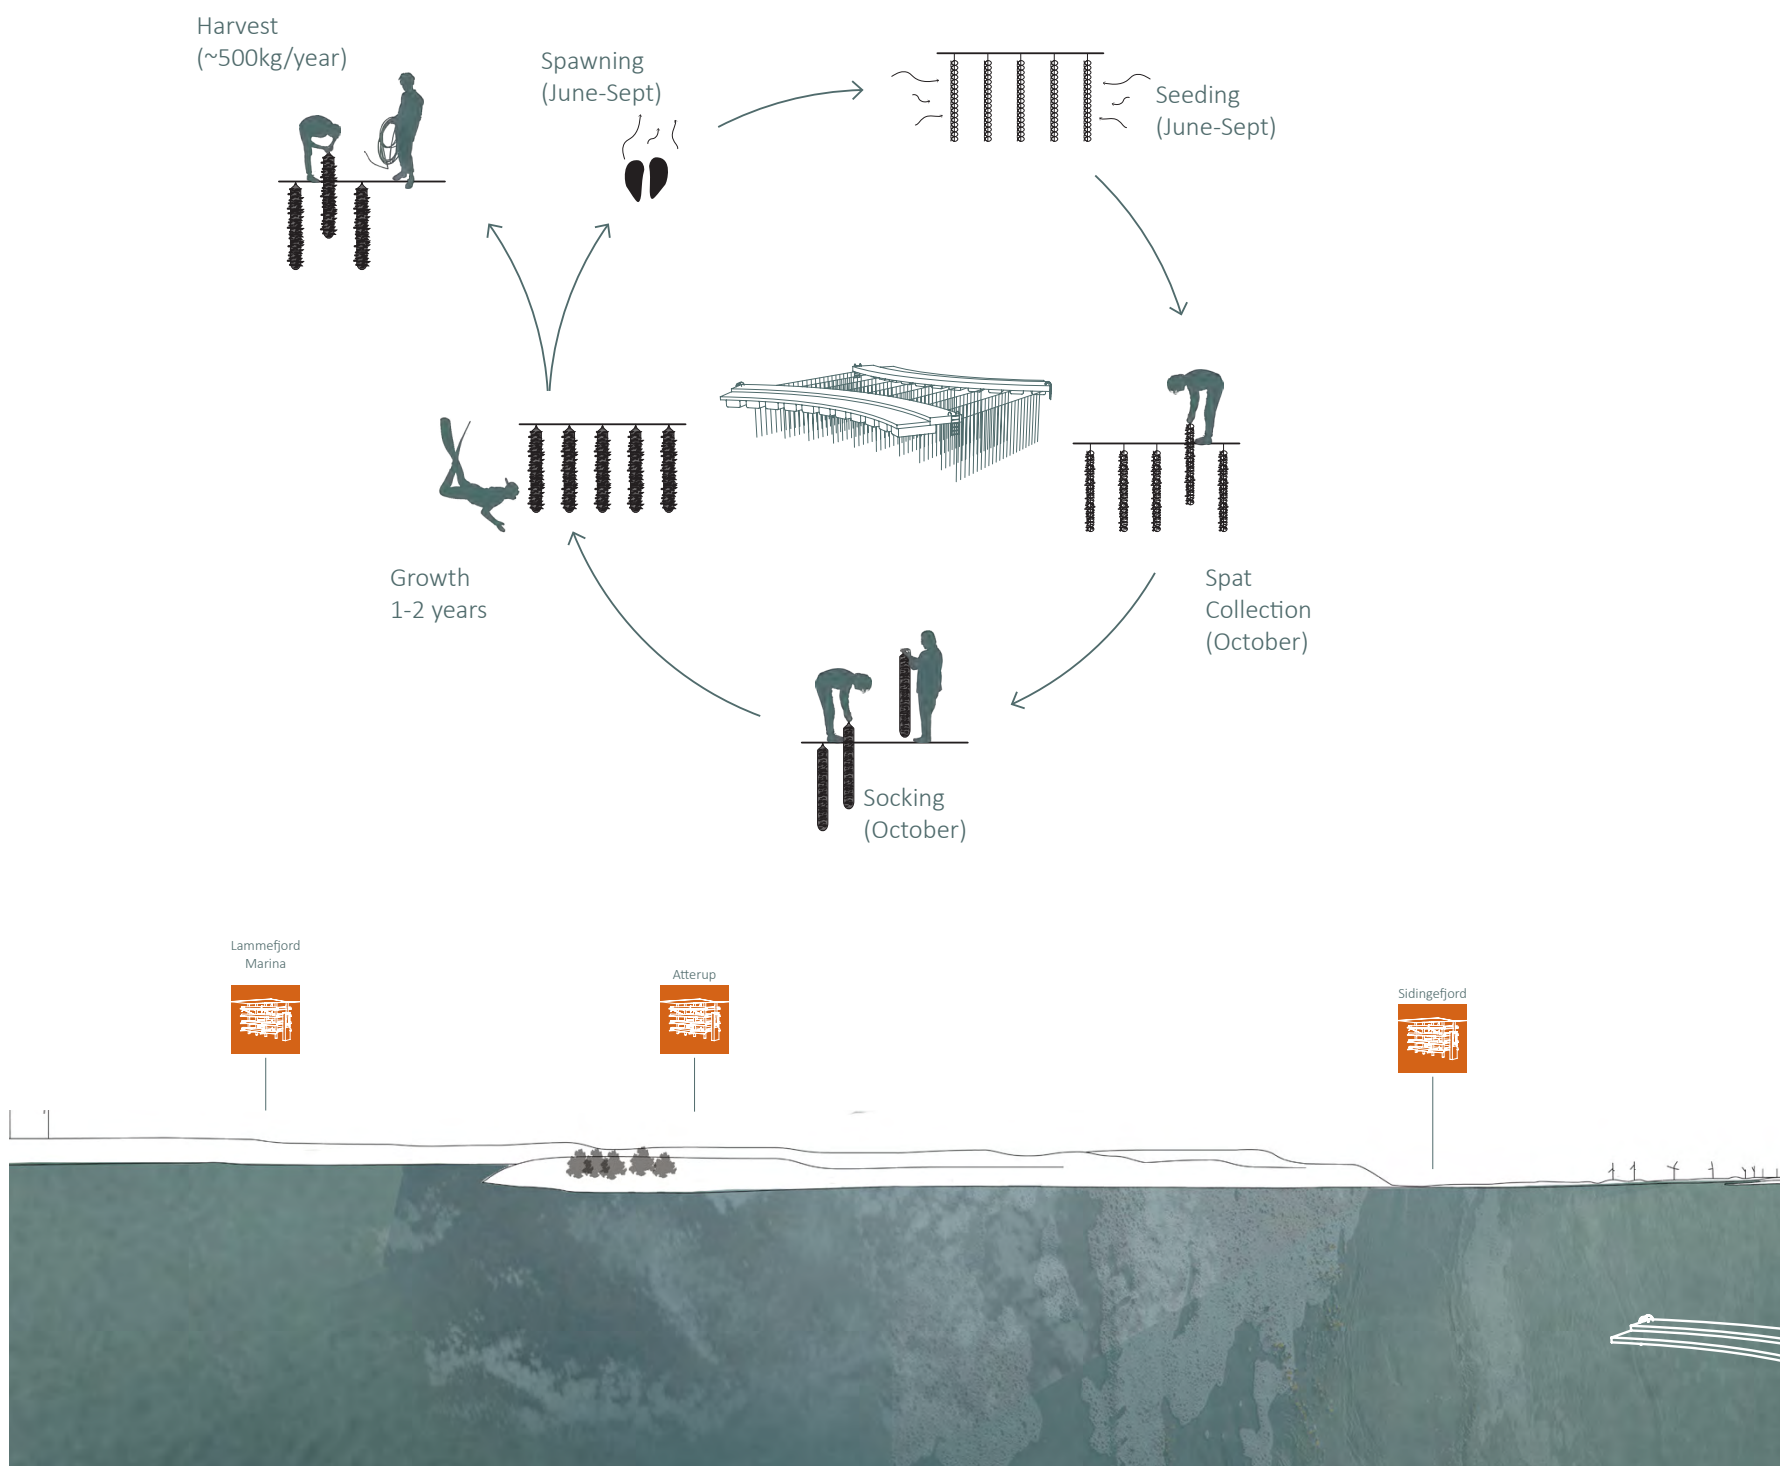 Harvest
(~500kg/year)
Spawning
(June-Sept)
Seeding
(June-Sept)
Growth
1-2 years
Spat
Collection
(October)
Socking
(October)
Lammefjord
Marina
Atterup
Sidingefjord